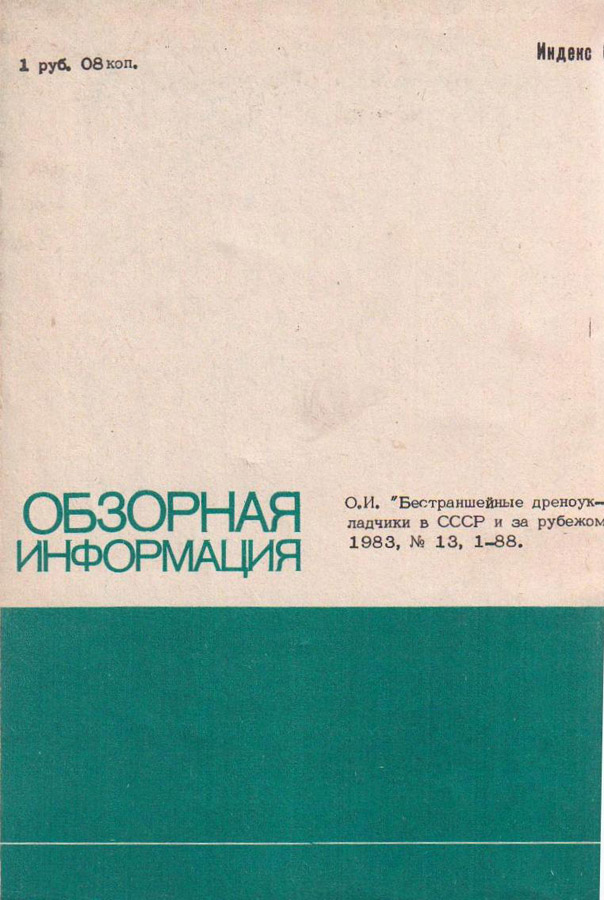 1 руб. 08 коп.
Индекс
ОБЗОРНАЯ
ИНФОРМАЦИЯ
О.И. "Бестраншейные дреноук-
ладчики в СССР и за рубежом
1983, № 13, 1-88.